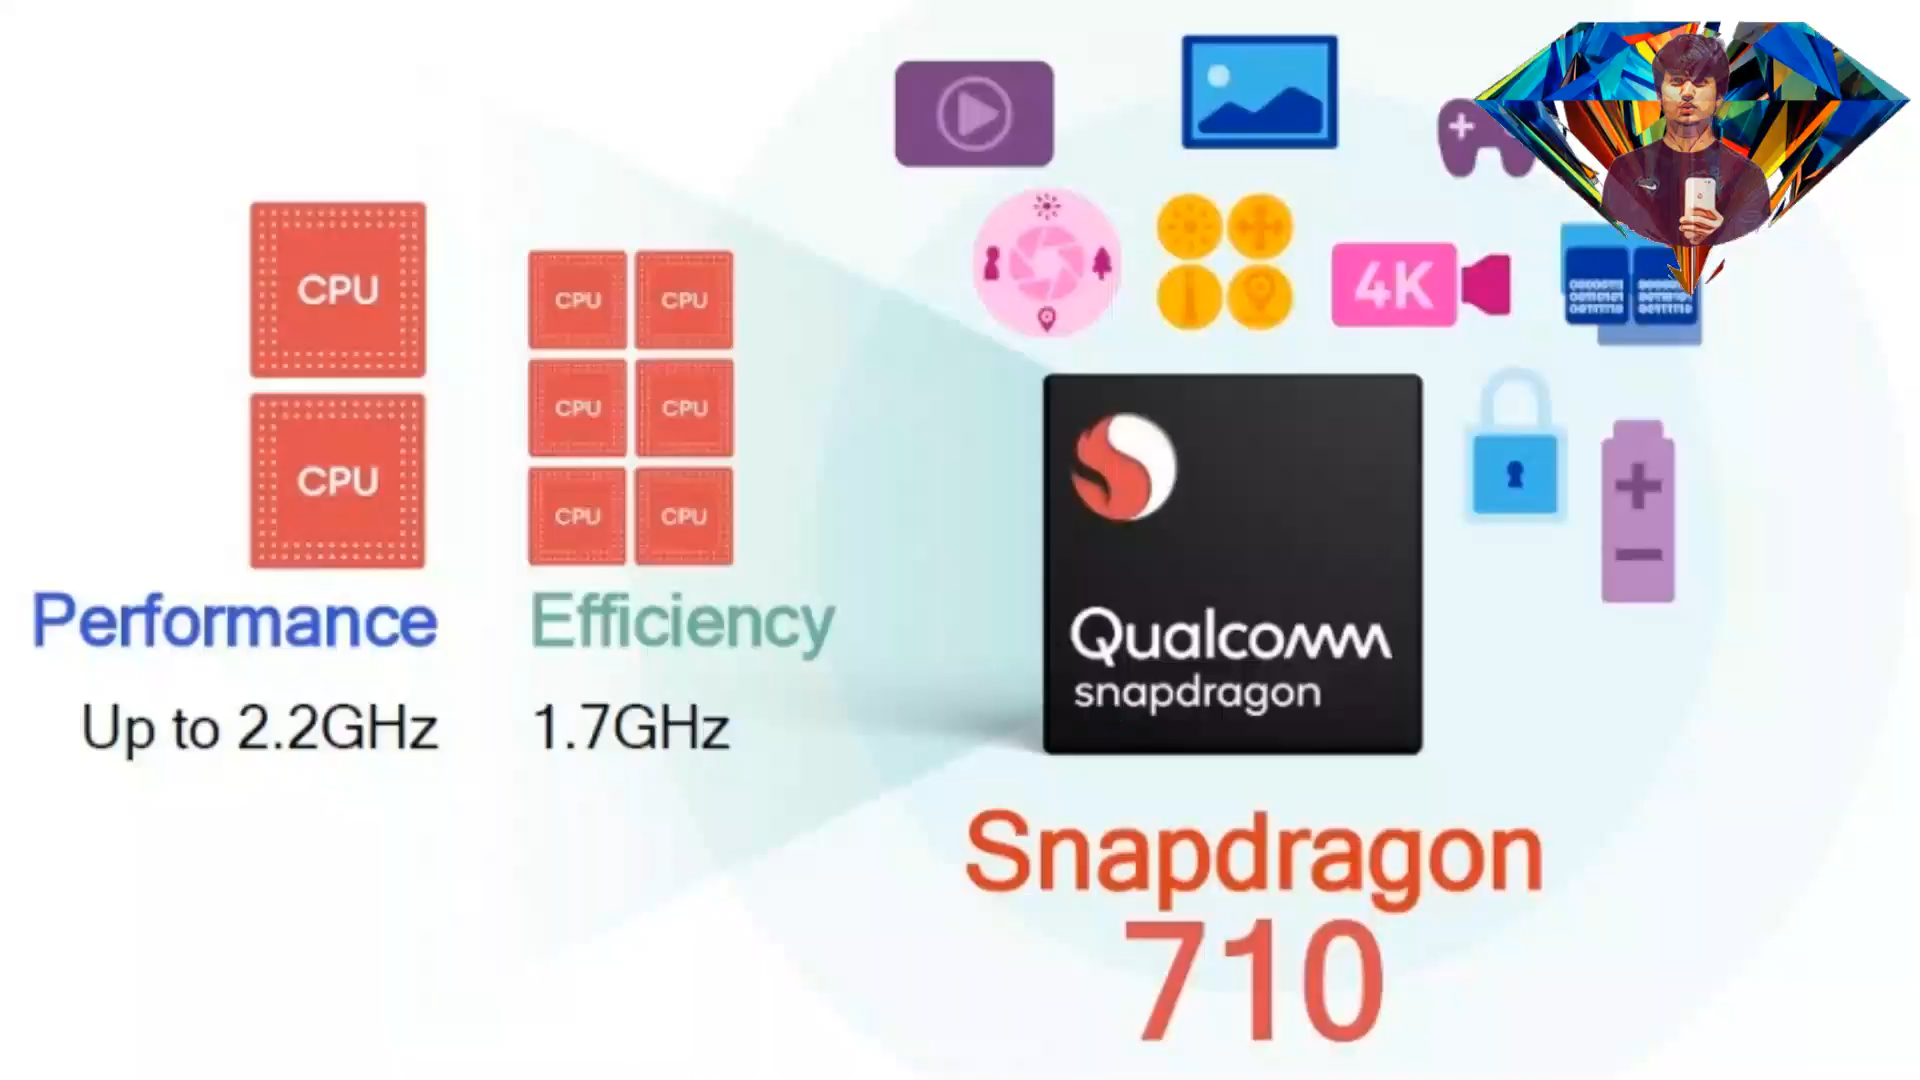 CPU
CPU
CPU CPU
CPU CPU
CPU CPU
Performance
Up to 2.2GHz
Efficiency
1.7GHz
4K
Qualcomm
snapdragon
Snapdragon
710